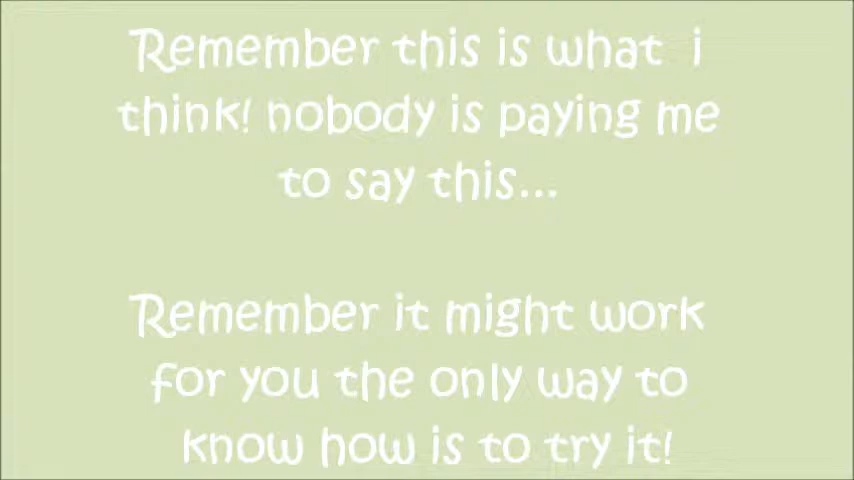 Remember this is what i
think! nobody is paying me
to say this...
Remember it might work
for you the only way to
know how is to try it!